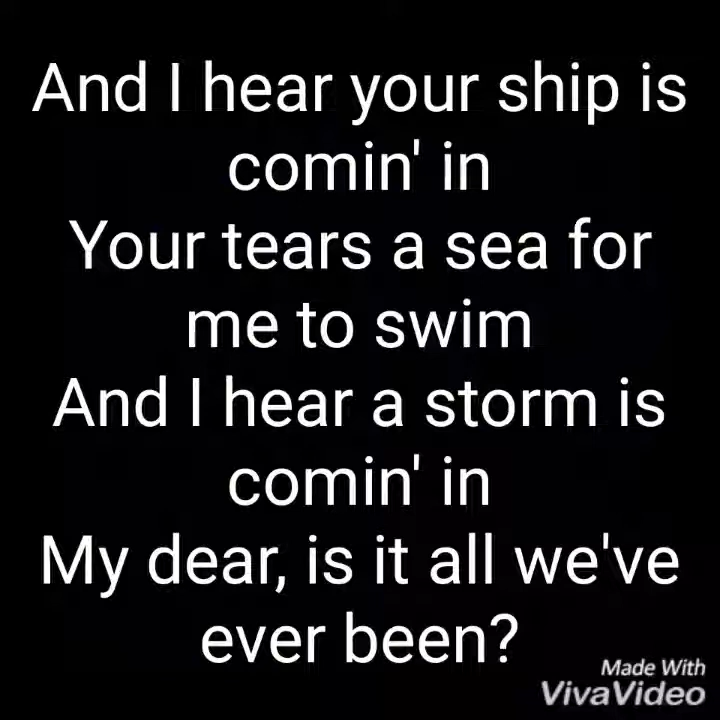 And I hear your ship is
comin' in
Your tears a sea for
me to swim
And I hear a storm is
comin' in
My dear, is it all we've
ever been?
Made With
VivaVideo